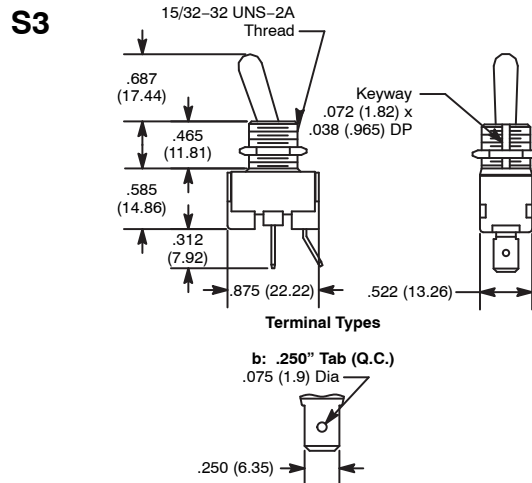 S3
15/32–32 UNS–2A
Thread
.687
(17.44)
Keyway
.072 (1.82) x
.038 (.965) DP
.465
(11.81)
.585
(14.86)
.312
(7.92)
.875 (22.22)
.522 (13.26)
Terminal Types
b: .250” Tab (Q.C.)
.075 (1.9) Dia
.250 (6.35)